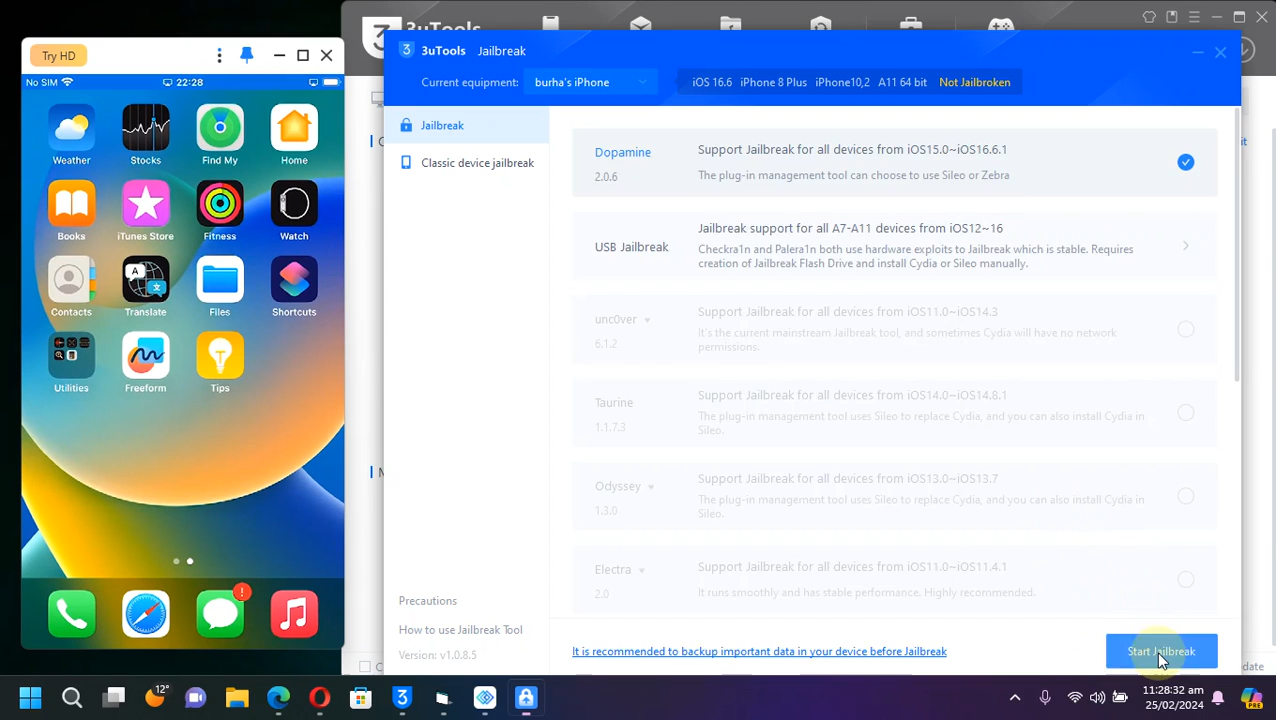 Try HD
No SIM 22:28
Weather Stocks Find My Home
Books iTunes Store Fitness Watch
Contacts Translate Files Shortcuts
Utilities Freeform Tips
3uTools
3uTools Jailbreak
Current equipment: burha's iPhone iOS 16.6 iPhone 8 Plus iPhone10,2 A11 64 bit Not Jailbroken
Jailbreak
Classic device jailbreak
Dopamine
2.0.6
Support Jailbreak for all devices from iOS15.0~iOS16.6.1
The plug-in management tool can choose to use Sileo or Zebra
USB Jailbreak
Jailbreak support for all A7-A11 devices from iOS12~16
Checkra1n and Palera1n both use hardware exploits to Jailbreak which is stable. Requires
creation of Jailbreak Flash Drive and install Cydia or Sileo manually.
unc0ver
6.1.2
Support Jailbreak for all devices from iOS11.0~iOS14.3
It's the current mainstream Jailbreak tool, and sometimes Cydia will have no network
permissions.
Taurine
1.1.7.3
Support Jailbreak for all devices from iOS14.0~iOS14.8.1
The plug-in management tool uses Sileo to replace Cydia, and you can also install Cydia in
Sileo.
Odyssey
1.3.0
Support Jailbreak for all devices from iOS13.0~iOS13.7
The plug-in management tool uses Sileo to replace Cydia, and you can also install Cydia in
Sileo.
Electra
2.0
Support Jailbreak for all devices from iOS11.0~iOS11.4.1
It runs smoothly and has stable performance. Highly recommended.
Precautions
How to use Jailbreak Tool
Version: v1.0.8.5
It is recommended to backup important data in your device before Jailbreak
Start Jailbreak
12°
11:28:32 am
25/02/2024
PRE